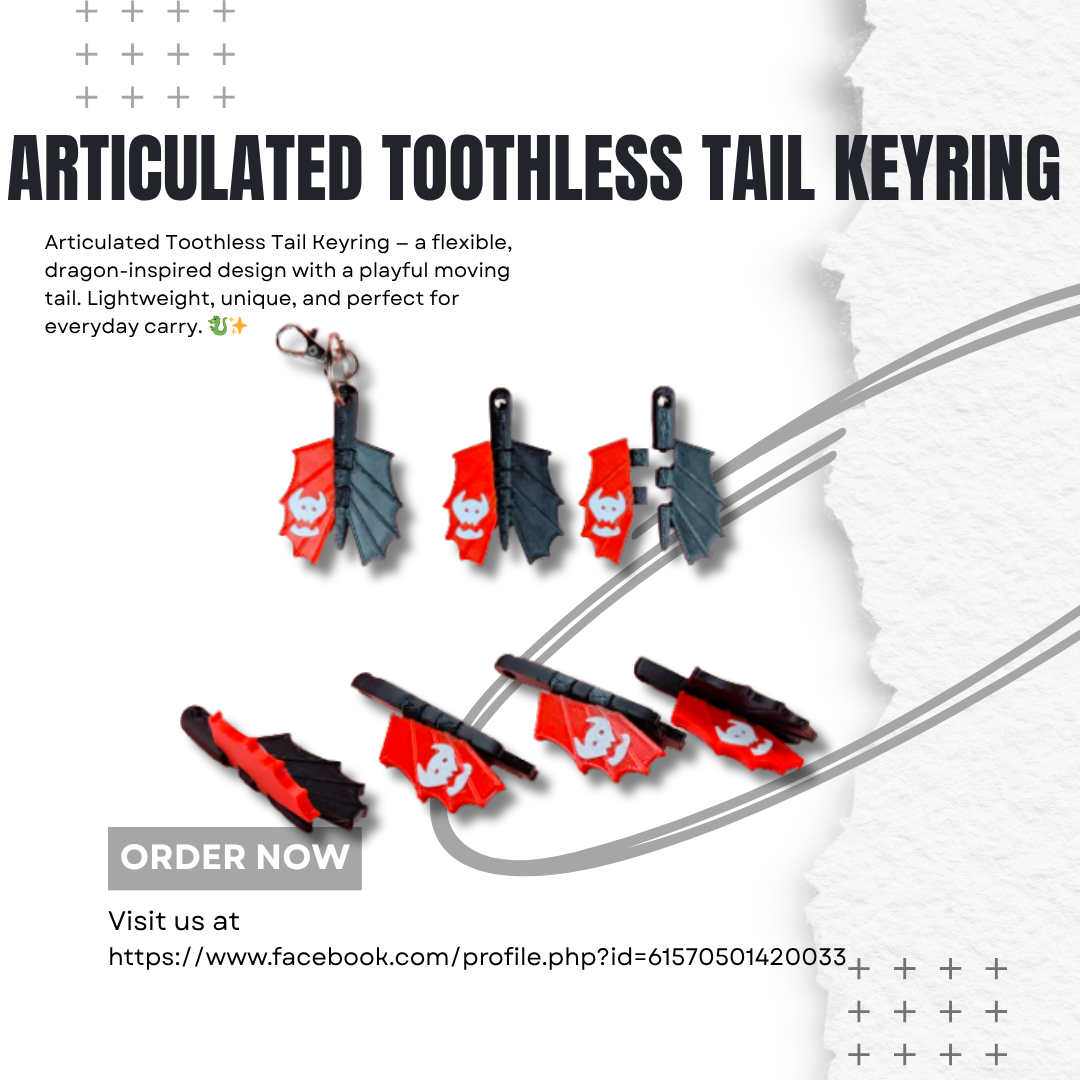 ARTICULATED TOOTHLESS TAIL KEYRING
Articulated Toothless Tail Keyring – a flexible,
dragon-inspired design with a playful moving
tail. Lightweight, unique, and perfect for
everyday carry. 🐉✨
ORDER NOW
Visit us at
https://www.facebook.com/profile.php?id=61570501420033